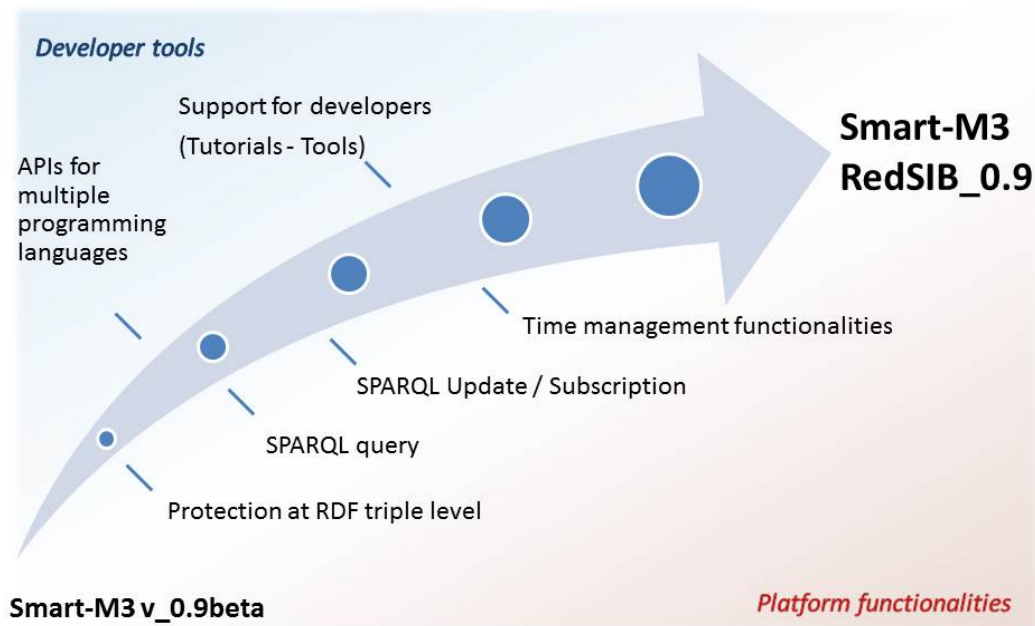 Developer tools
Support for developers
(Tutorials - Tools)
APIs for
multiple
programming
languages
Smart-M3
RedSIB_0.9
Time management functionalities
SPARQL Update / Subscription
SPARQL query
Protection at RDF triple level
Smart-M3 v_0.9beta
Platform functionalities